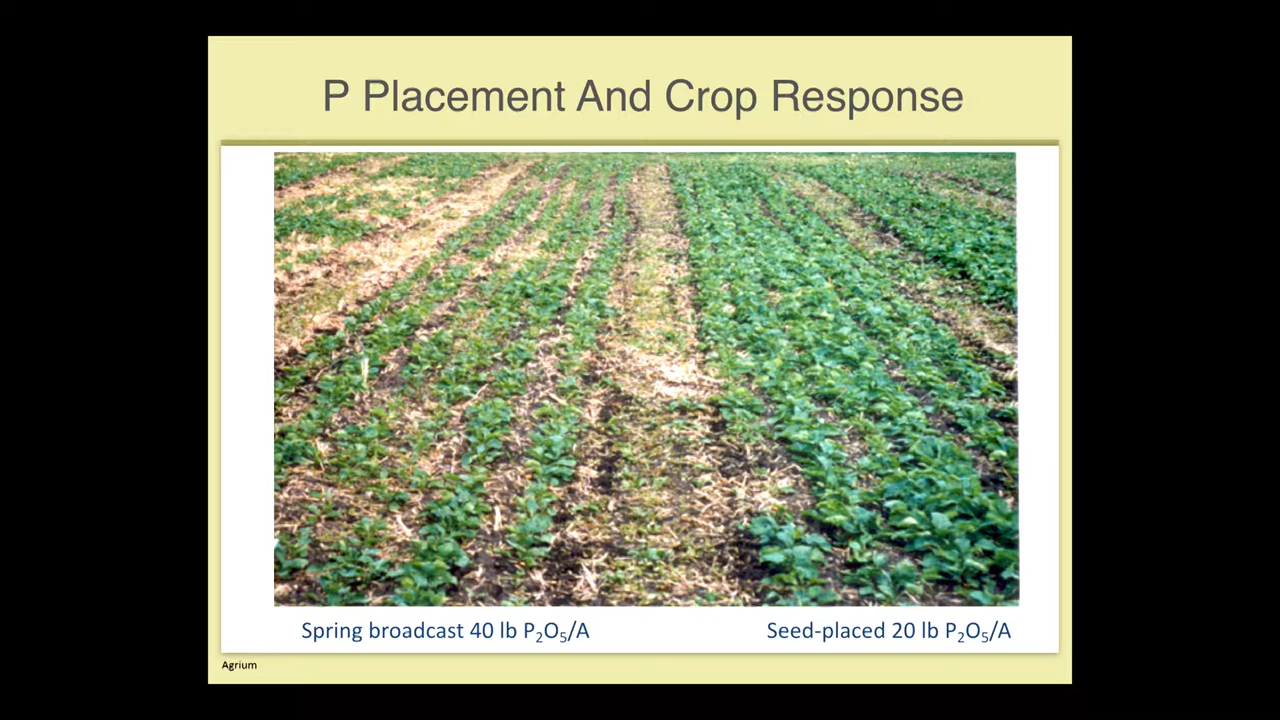 P Placement And Crop Response
Spring broadcast 40 lb P₂O₅/A
Seed-placed 20 lb P₂O₅/A
Agrium